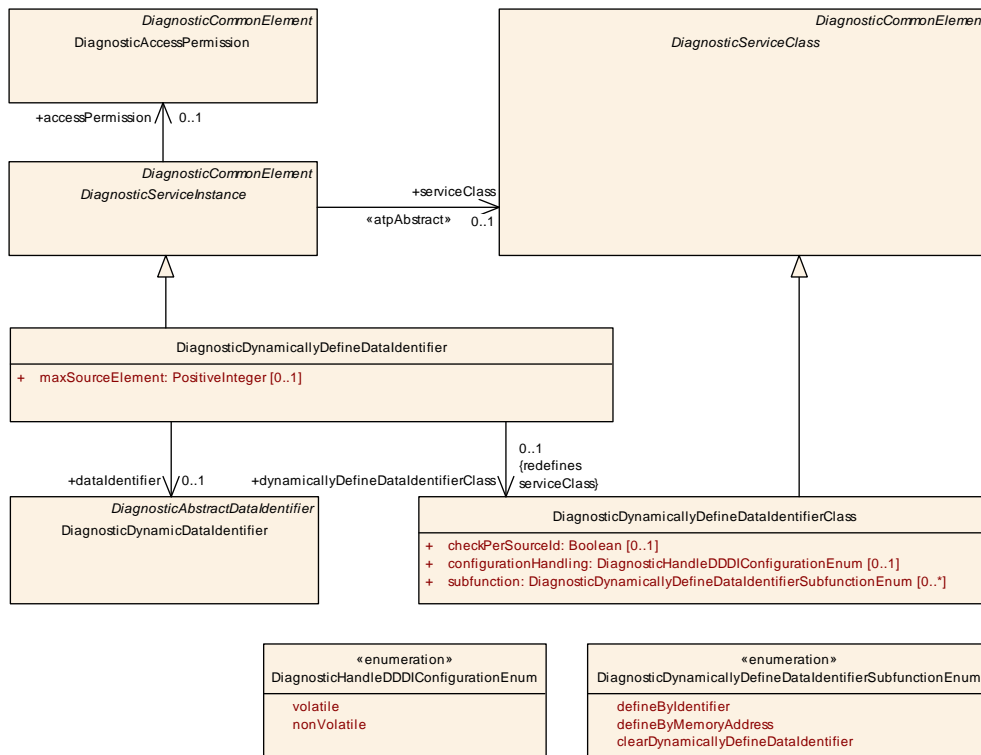 DiagnosticCommonElement
DiagnosticAccessPermission
DiagnosticCommonElement
DiagnosticServiceClass
+accessPermission
0..1
DiagnosticCommonElement
DiagnosticServiceInstance
+serviceClass
«atpAbstract»
0..1
DiagnosticDynamicallyDefineDataIdentifier
+ maxSourceElement: PositiveInteger [0..1]
+dataIdentifier
0..1
+dynamicallyDefineDataIdentifierClass
0..1
{redefines
serviceClass}
DiagnosticAbstractDataIdentifier
DiagnosticDynamicDataIdentifier
DiagnosticDynamicallyDefineDataIdentifierClass
+ checkPerSourceId: Boolean [0..1]
+ configurationHandling: DiagnosticHandleDDDIConfigurationEnum [0..1]
+ subfunction: DiagnosticDynamicallyDefineDataIdentifierSubfunctionEnum [0..*]
«enumeration»
DiagnosticHandleDDDIConfigurationEnum
volatile
nonVolatile
«enumeration»
DiagnosticDynamicallyDefineDataIdentifierSubfunctionEnum
defineByIdentifier
defineByMemoryAddress
clearDynamicallyDefineDataIdentifier